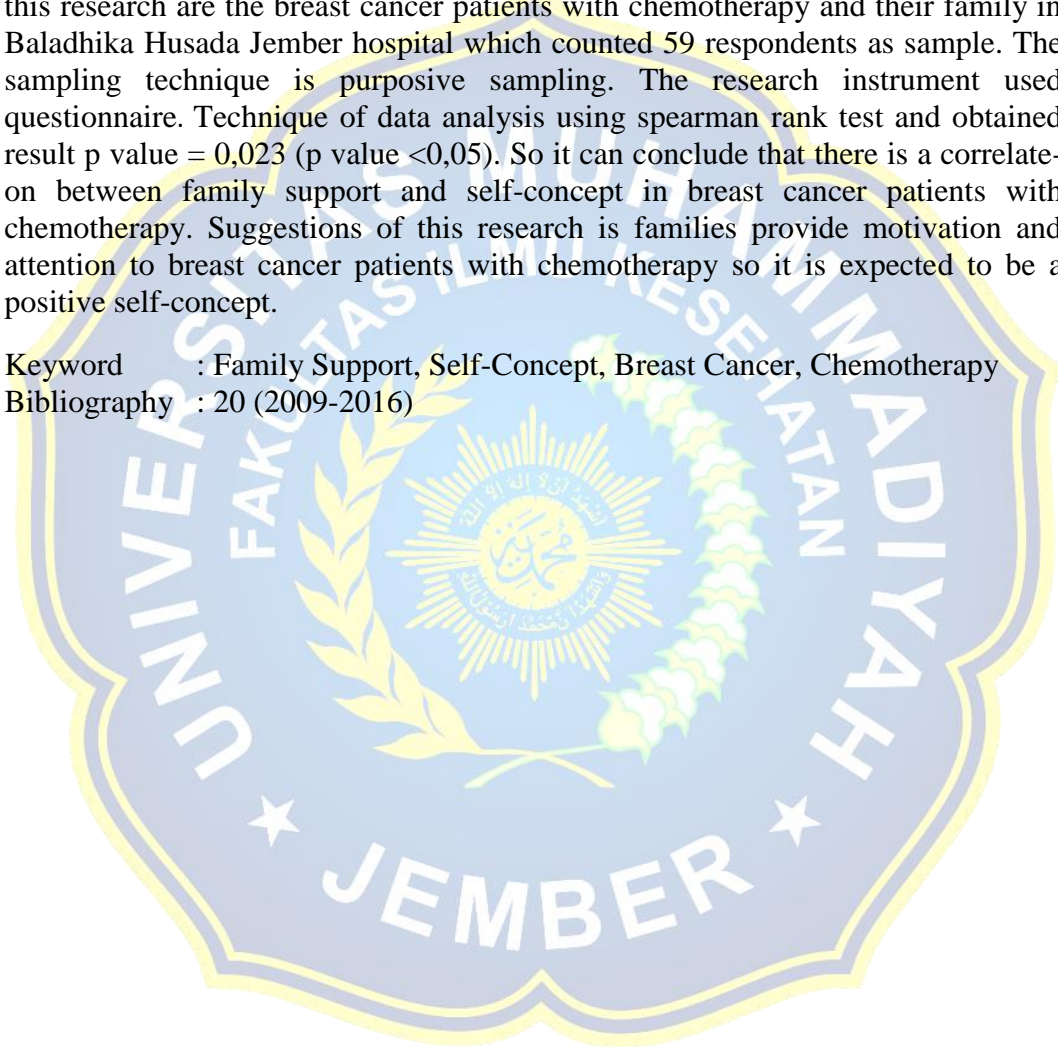 this research are the breast cancer patients with chemotherapy and their family in
Baladhika Husada Jember hospital which counted 59 respondents as sample. The
sampling technique is purposive sampling. The research instrument used
questionnaire. Technique of data analysis using spearman rank test and obtained
result p value = 0,023 (p value <0,05). So it can conclude that there is a correlate-
on between family support and self-concept in breast cancer patients with
chemotherapy. Suggestions of this research is families provide motivation and
attention to breast cancer patients with chemotherapy so it is expected to be a
positive self-concept.
Keyword : Family Support, Self-Concept, Breast Cancer, Chemotherapy
Bibliography : 20 (2009-2016)
UNIVERSITAS MUHAMMADIYAH
FAKULTAS ILMU KESEHATAN
JEMBER